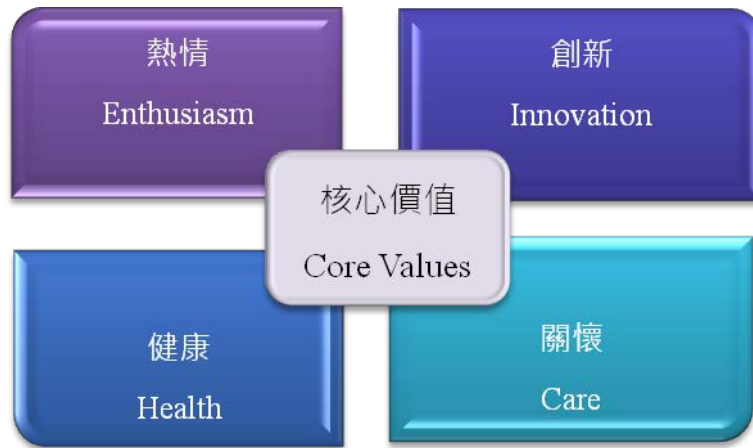 熱情
Enthusiasm
創新
Innovation
核心價值
Core Values
健康
Health
關懷
Care